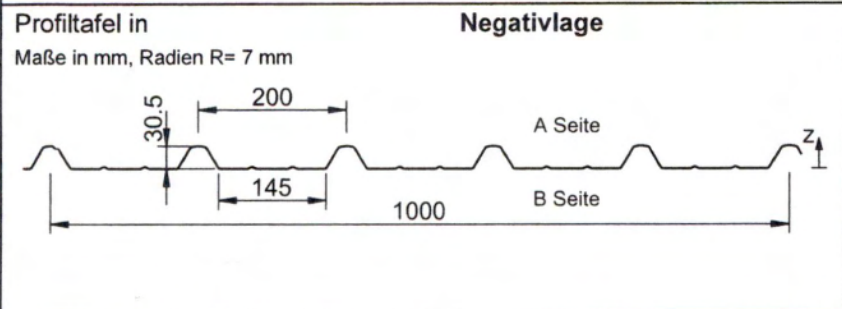 Profiltafel in Negativlage
Maße in mm, Radien R= 7 mm
200
30.5
A Seite
z
145
B Seite
1000